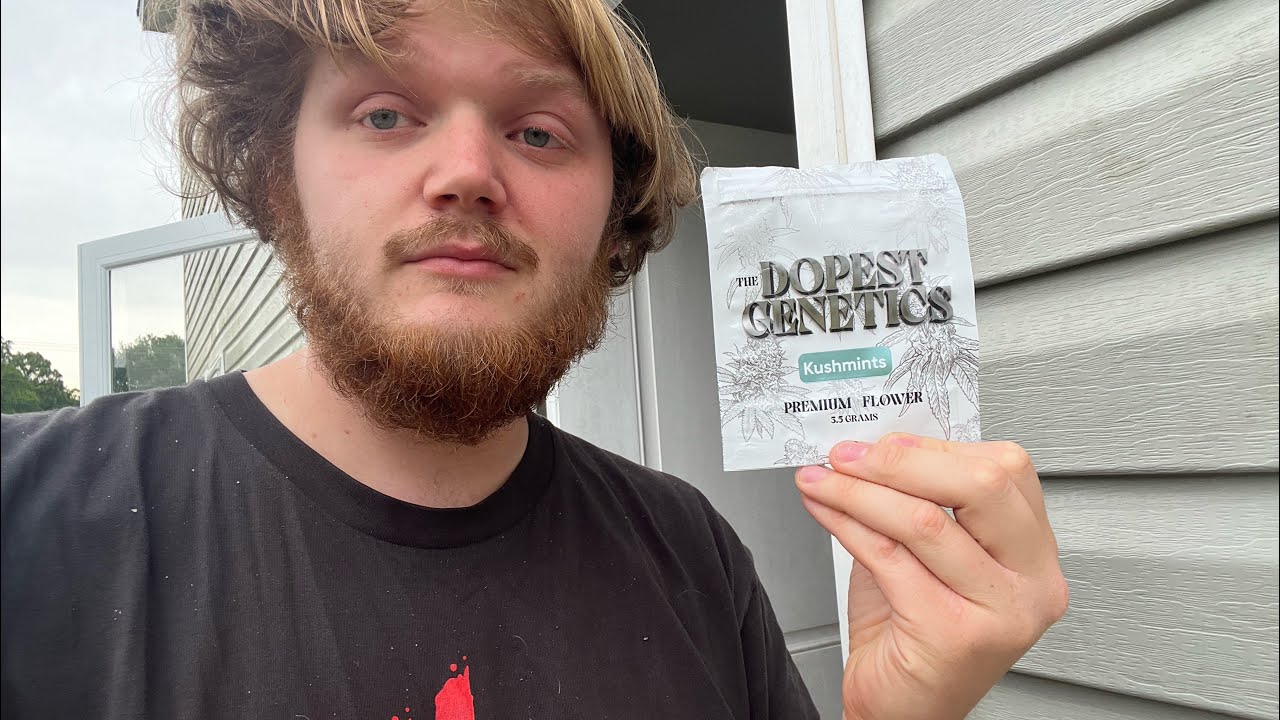 THE DOPEST
GENETICS
Kushmints
PREMIUM FLOWER
3.5 GRAMS